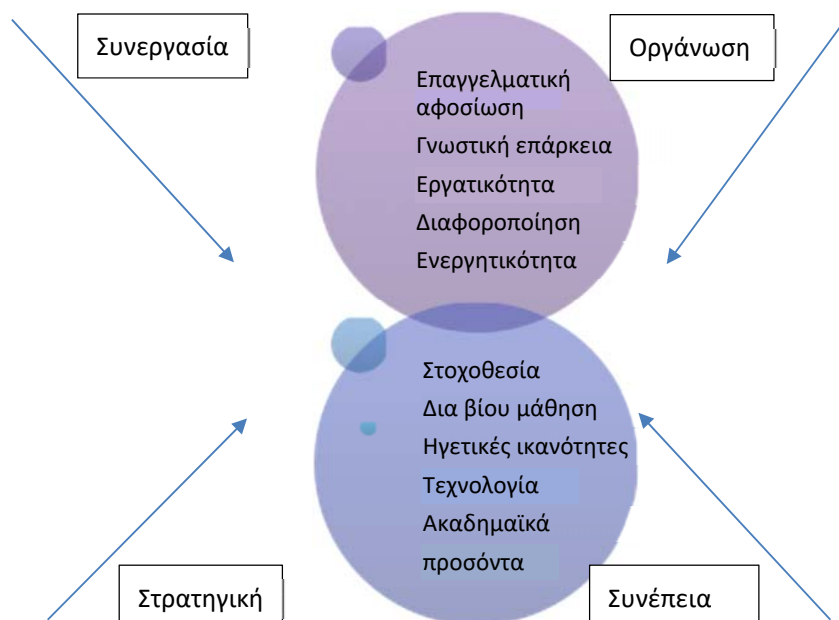 Συνεργασία
Οργάνωση
Επαγγελματική
αφοσίωση
Γνωστική επάρκεια
Εργατικότητα
Διαφοροποίηση
Ενεργητικότητα
Στοχοθεσία
Δια βίου μάθηση
Ηγετικές ικανότητες
Τεχνολογία
Ακαδημαϊκά
προσόντα
Στρατηγική
Συνέπεια